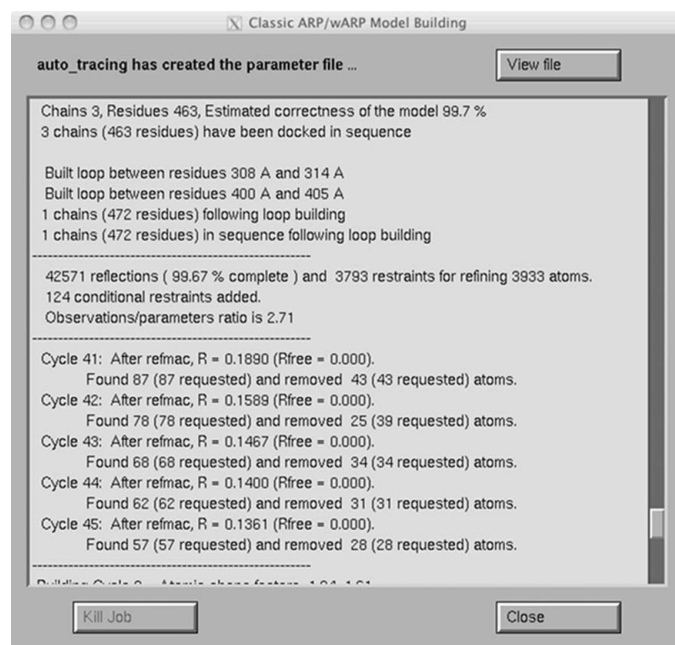 Classic ARP/wARP Model Building
auto_tracing has created the parameter file ...
View file
Chains 3, Residues 463, Estimated correctness of the model 99.7 %
3 chains (463 residues) have been docked in sequence
Built loop between residues 308 A and 314 A
Built loop between residues 400 A and 405 A
1 chains (472 residues) following loop building
1 chains (472 residues) in sequence following loop building
------------------------------------------------------
42571 reflections ( 99.67 % complete ) and 3793 restraints for refining 3933 atoms.
124 conditional restraints added.
Observations/parameters ratio is 2.71
------------------------------------------------------
Cycle 41: After refmac, R = 0.1890 (Rfree = 0.000).
Found 87 (87 requested) and removed 43 (43 requested) atoms.
Cycle 42: After refmac, R = 0.1589 (Rfree = 0.000).
Found 78 (78 requested) and removed 25 (39 requested) atoms.
Cycle 43: After refmac, R = 0.1467 (Rfree = 0.000).
Found 68 (68 requested) and removed 34 (34 requested) atoms.
Cycle 44: After refmac, R = 0.1400 (Rfree = 0.000).
Found 62 (62 requested) and removed 31 (31 requested) atoms.
Cycle 45: After refmac, R = 0.1361 (Rfree = 0.000).
Found 57 (57 requested) and removed 28 (28 requested) atoms.
------------------------------------------------------
Building Cycle
Kill Job
Close